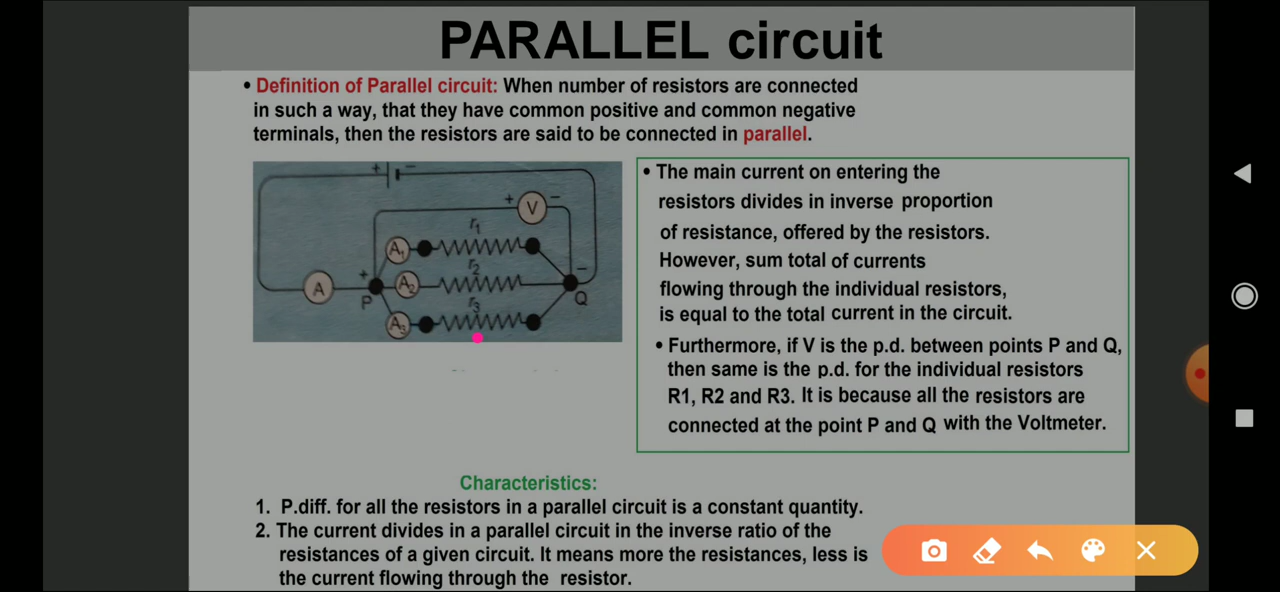 PARALLEL circuit
• Definition of Parallel circuit: When number of resistors are connected
in such a way, that they have common positive and common negative
terminals, then the resistors are said to be connected in parallel.
+ −
+ V −
r1
A1
r2
+ A2 −
A P Q
r3
A3
• The main current on entering the
resistors divides in inverse proportion
of resistance, offered by the resistors.
However, sum total of currents
flowing through the individual resistors,
is equal to the total current in the circuit.
• Furthermore, if V is the p.d. between points P and Q,
then same is the p.d. for the individual resistors
R1, R2 and R3. It is because all the resistors are
connected at the point P and Q with the Voltmeter.
Characteristics:
1. P.diff. for all the resistors in a parallel circuit is a constant quantity.
2. The current divides in a parallel circuit in the inverse ratio of the
resistances of a given circuit. It means more the resistances, less is
the current flowing through the resistor.